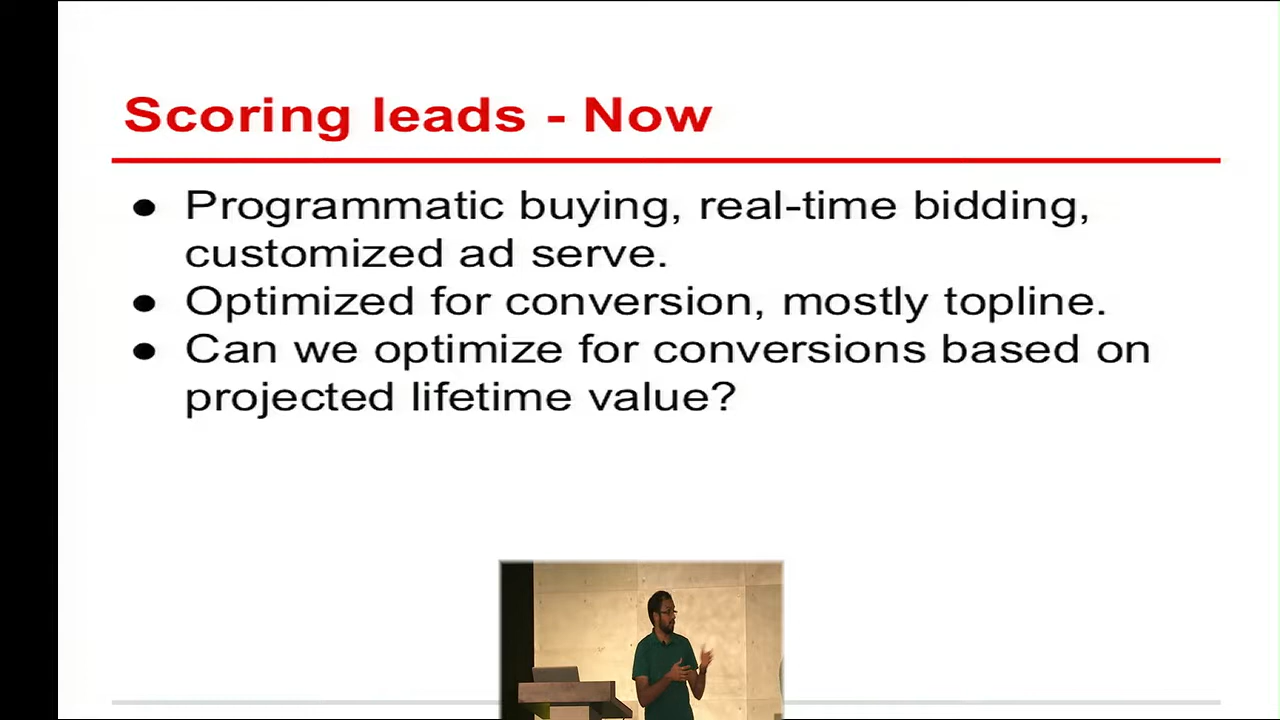 Scoring leads - Now
● Programmatic buying, real-time bidding,
customized ad serve.
● Optimized for conversion, mostly topline.
● Can we optimize for conversions based on
projected lifetime value?